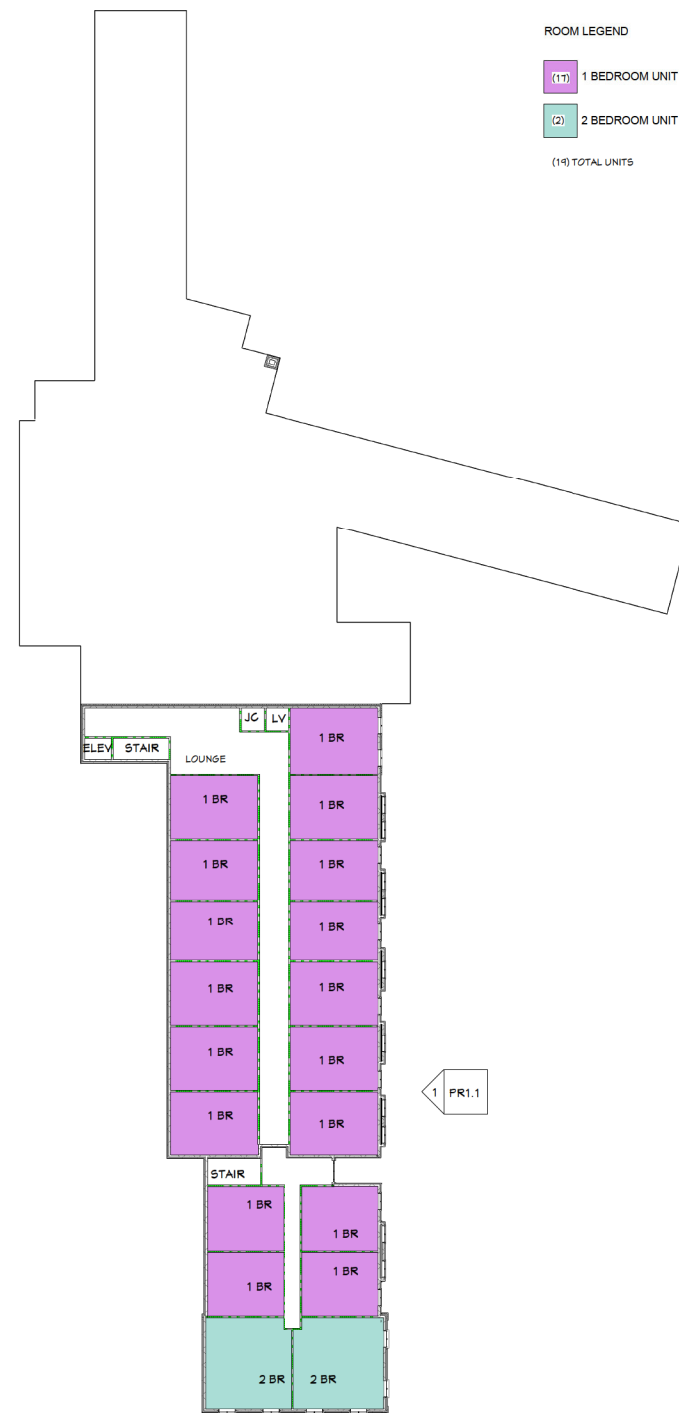 ROOM LEGEND
(17) 1 BEDROOM UNIT
(2) 2 BEDROOM UNIT
(19) TOTAL UNITS
JC LV
ELEV STAIR
LOUNGE
1 BR
1 BR
1 BR
1 BR
1 BR
1 BR
1 BR
1 BR
1 BR
1 BR
1 BR
1 BR
1 BR
1 PR1.1
STAIR
1 BR
1 BR
1 BR
1 BR
2 BR 2 BR